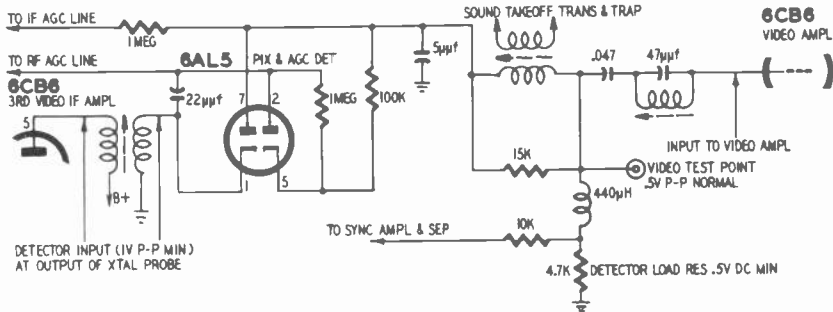 TO IF AGC LINE
1MEG
TO RF AGC LINE
6AL5
PIX & AGC DET
6CB6
3RD VIDEO IF AMPL
5
22µµf
7
2
1MEG
100K
B+
1
5
DETECTOR INPUT (1V P-P MIN)
AT OUTPUT OF XTAL PROBE
SOUND TAKEOFF TRANS & TRAP
5µµf
.047
47µµf
6CB6
VIDEO AMPL
INPUT TO VIDEO AMPL
15K
VIDEO TEST POINT
.5V P-P NORMAL
440µH
TO SYNC AMPL & SEP
10K
4.7K
DETECTOR LOAD RES .5V DC MIN